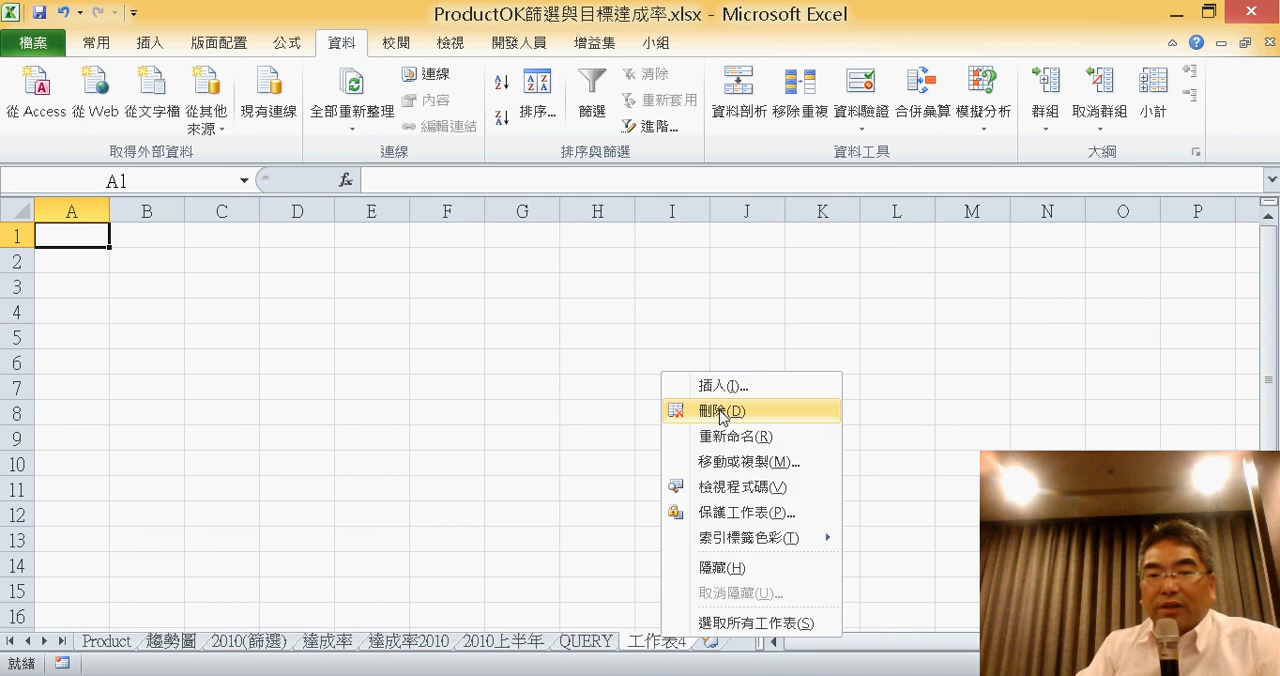 ProductOK篩選與目標達成率.xlsx - Microsoft Excel
檔案 常用 插入 版面配置 公式 資料 校閱 檢視 開發人員 增益集 小組
從 Access 從 Web 從文字檔 從其他來源 現有連線
取得外部資料
全部重新整理 連線 內容 編輯連結
連線
排序... 篩選 清除 重新套用 進階...
排序與篩選
資料剖析 移除重複 資料驗證 合併彙算 模擬分析
資料工具
群組 取消群組 小計
大綱
A1 fx
A B C D E F G H I J K L M N O P
1
2
3
4
5
6
7
8
9
10
11
12
13
14
15
16
插入(I)...
刪除(D)
重新命名(R)
移動或複製(M)...
檢視程式碼(V)
保護工作表(P)...
索引標籤色彩(T)
隱藏(H)
取消隱藏(U)...
選取所有工作表(S)
Product 趨勢圖 2010(篩選) 達成率 達成率2010 2010上半年 QUERY 工作表4
就緒